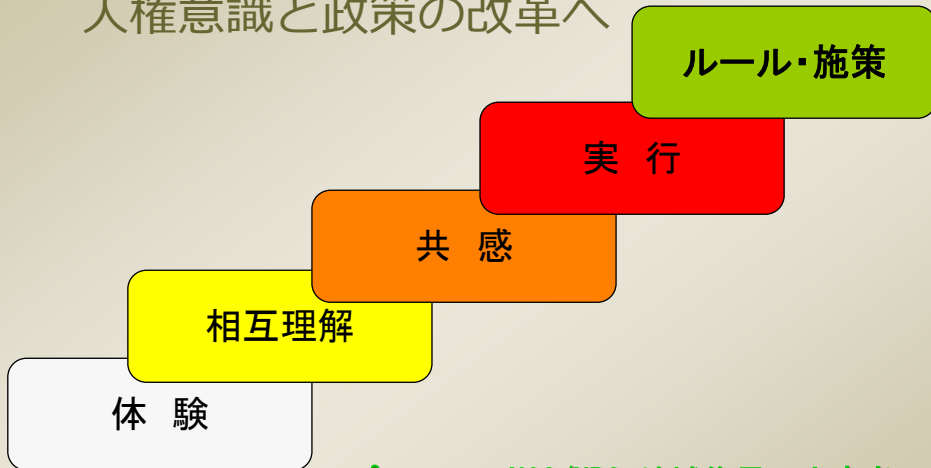 人権意識と政策の改革へ
ルール・施策
実 行
共 感
相互理解
体 験